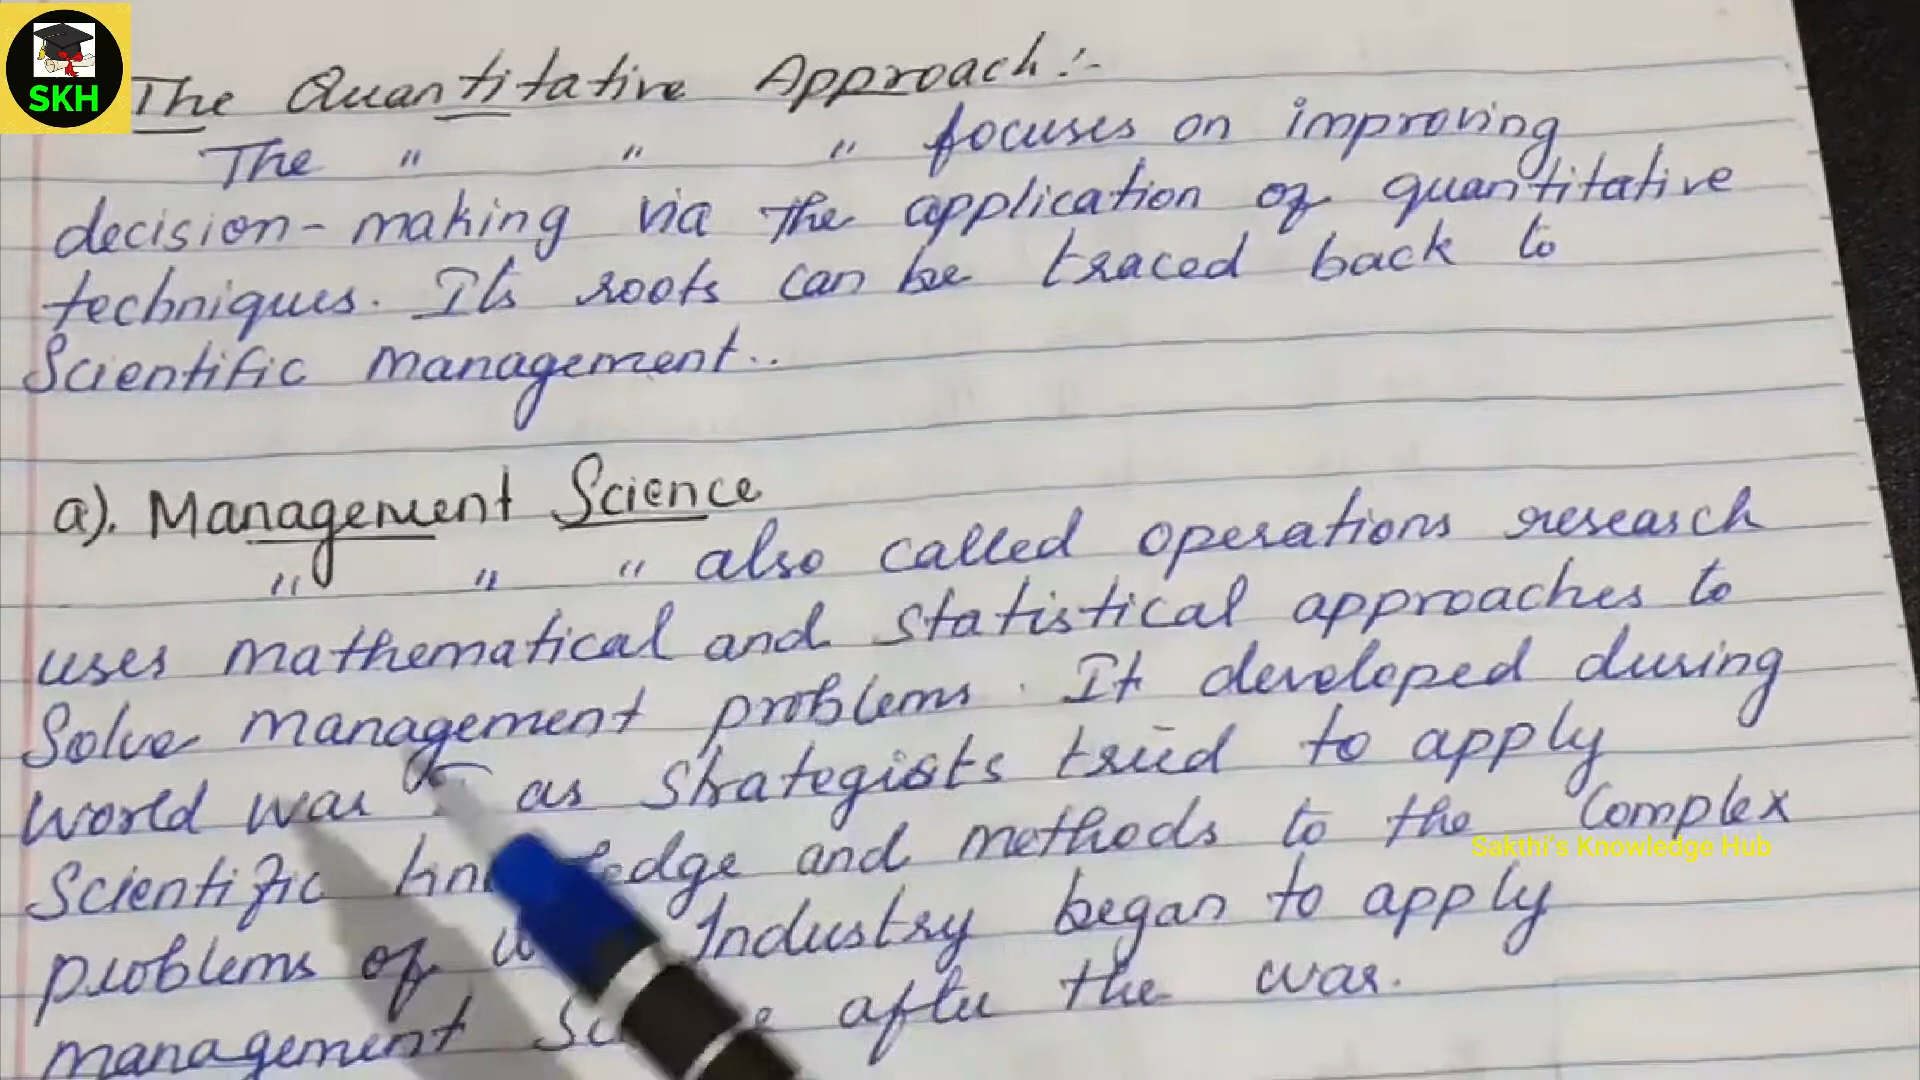 SKH
The Quantitative Approach :-
The " " " focuses on improving
decision-making via the application of quantitative
techniques. Its roots can be traced back to
Scientific management..
a). Management Science
" " " also called operations research
uses mathematical and statistical approaches to
Solve management problems. It developed during
World war as strategists tried to apply
Scientific and methods to the Complex
Sakthi's Knowledge Hub
problems of Industry began to apply
management after the war.